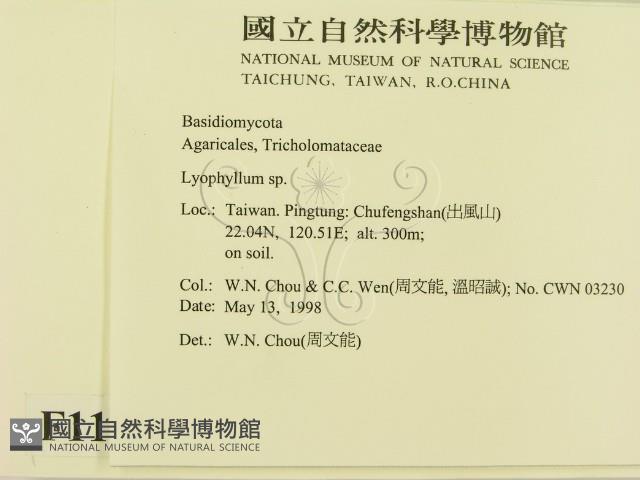 國立自然科學博物館
NATIONAL MUSEUM OF NATURAL SCIENCE
TAICHUNG, TAIWAN, R.O.CHINA
Basidiomycota
Agaricales, Tricholomataceae
Lyophyllum sp.
Loc.: Taiwan. Pingtung: Chufengshan(出風山)
22.04N, 120.51E; alt. 300m;
on soil.
Col.: W.N. Chou & C.C. Wen(周文能, 溫昭誠); No. CWN 03230
Date: May 13, 1998
Det.: W.N. Chou(周文能)
F11
國立自然科學博物館
NATIONAL MUSEUM OF NATURAL SCIENCE